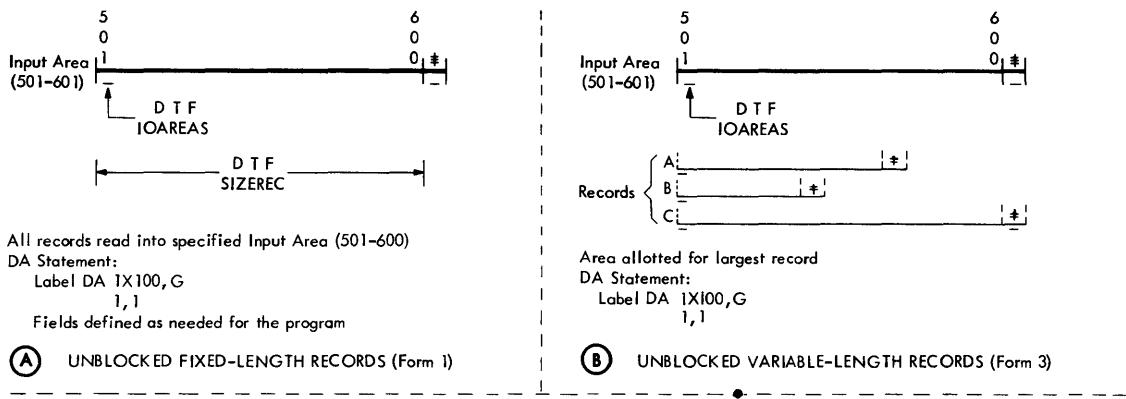 5
0
1
6
0
0
⧧
Input Area
(501-601)
D T F
IOAREAS
D T F
SIZEREC
All records read into specified Input Area (501-600)
DA Statement:
Label DA 1X100,G
1,1
Fields defined as needed for the program
A UNBLOCKED FIXED-LENGTH RECORDS (Form 1)
5
0
1
6
0
0
⧧
Input Area
(501-601)
D T F
IOAREAS
Records
A ⧧
B ⧧
C ⧧
Area allotted for largest record
DA Statement:
Label DA 1X100,G
1,1
B UNBLOCKED VARIABLE-LENGTH RECORDS (Form 3)